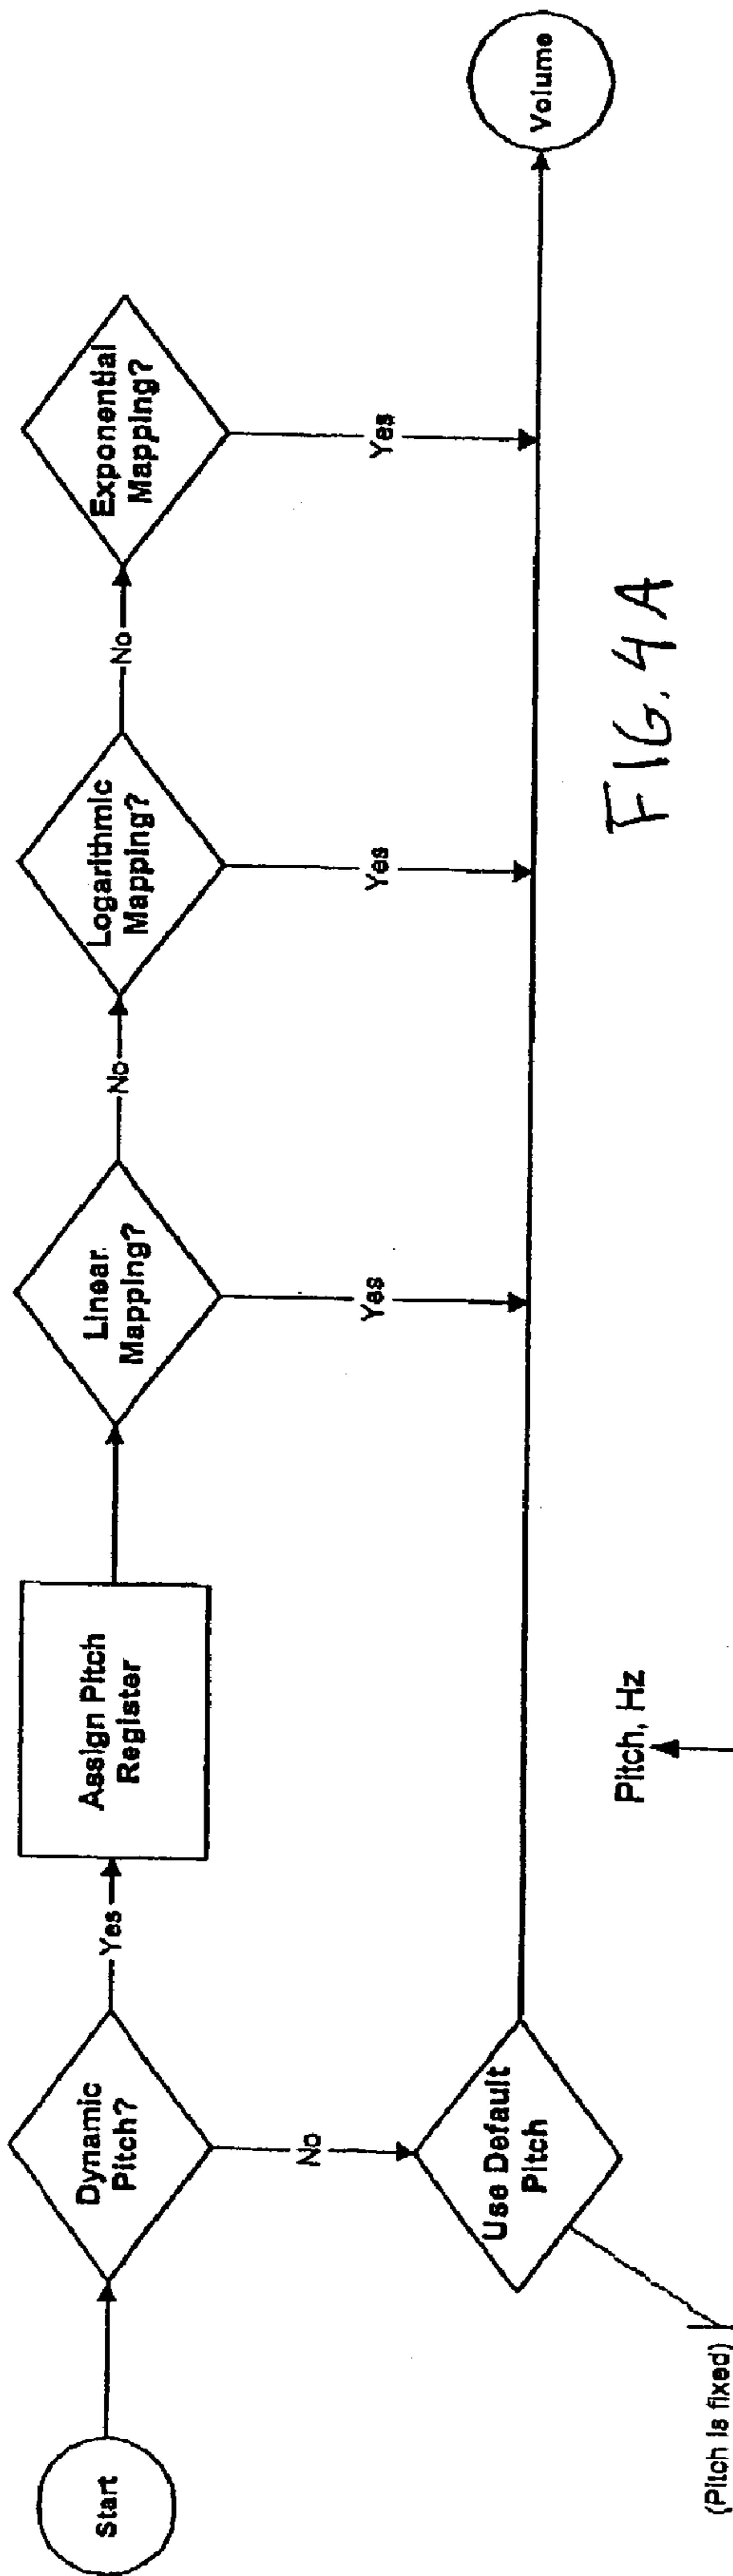 Start
Dynamic
Pitch?
Yes
No
Assign Pitch
Register
Linear
Mapping?
No
Yes
Logarithmic
Mapping?
No
Yes
Exponential
Mapping?
Yes
Volume
Use Default
Pitch
(Pitch is fixed)
Pitch, Hz
FIG. 4A